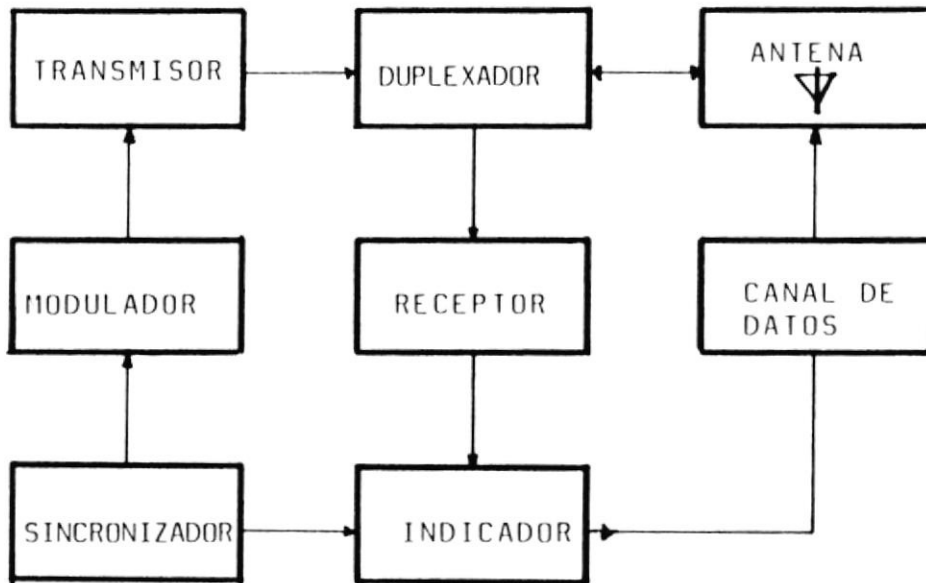 TRANSMISOR
DUPLEXADOR
ANTENA
MODULADOR
RECEPTOR
CANAL DE
DATOS
SINCRONIZADOR
INDICADOR